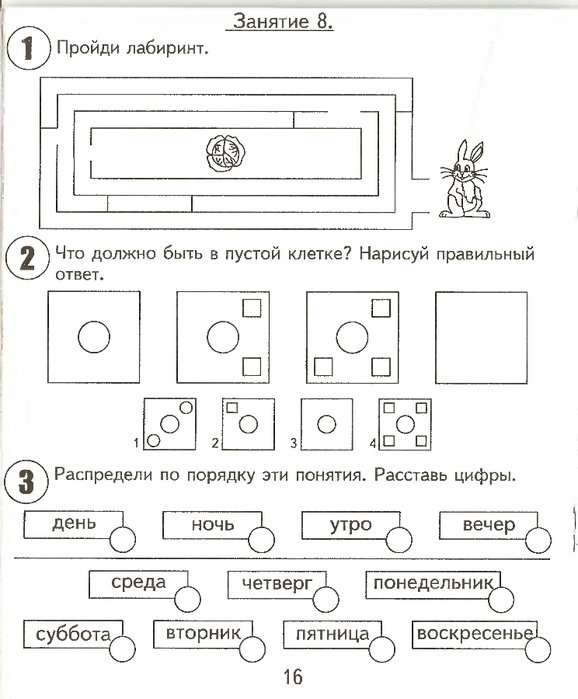 Занятие 8.
1 Пройди лабиринт.
2 Что должно быть в пустой клетке? Нарисуй правильный
ответ.
1 2 3 4
3 Распредели по порядку эти понятия. Расставь цифры.
день ночь утро вечер
среда четверг понедельник
суббота вторник пятница воскресенье
16